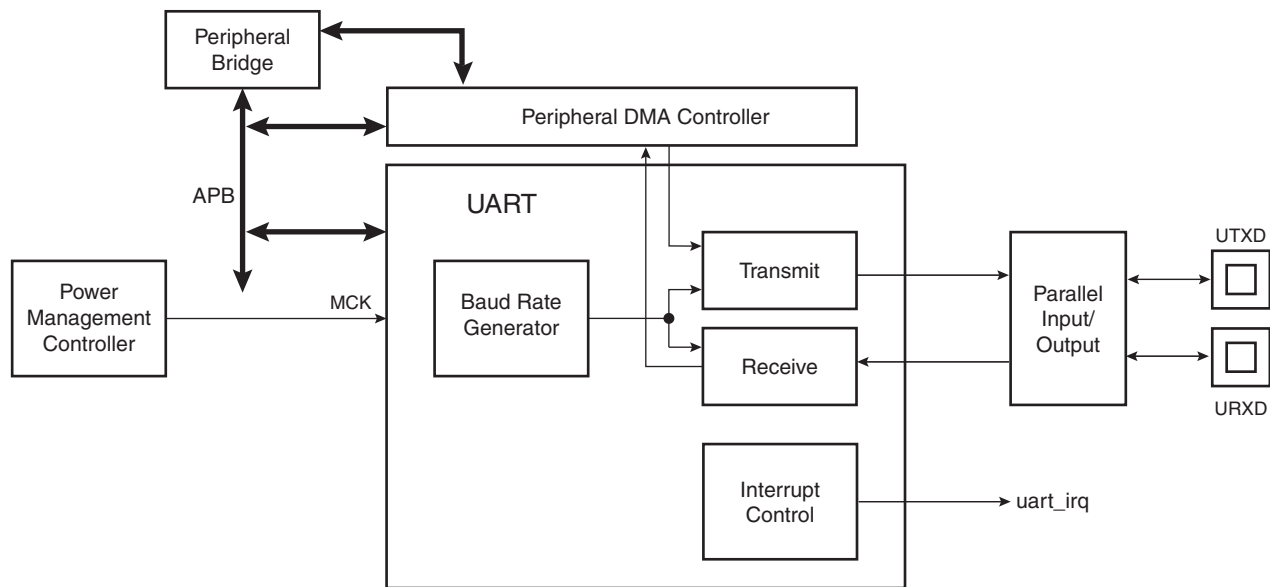 Peripheral
Bridge
Peripheral DMA Controller
APB
UART
Power
Management
Controller
MCK
Baud Rate
Generator
Transmit
Receive
Parallel
Input/
Output
UTXD
URXD
Interrupt
Control
uart_irq